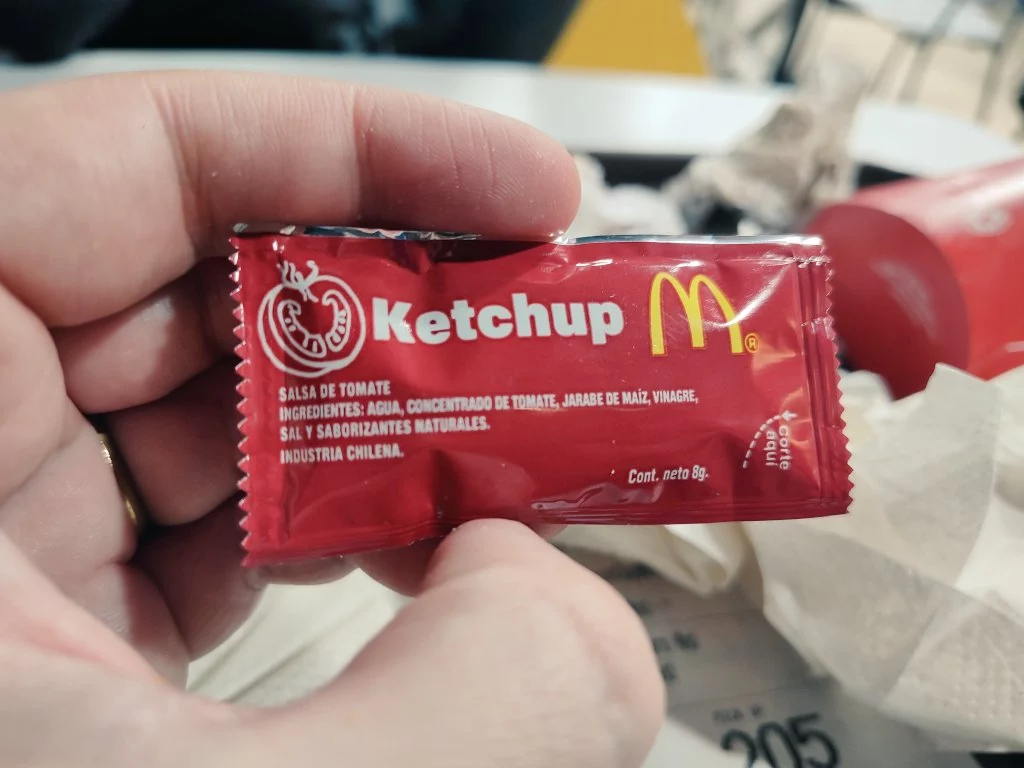 Ketchup
M®
SALSA DE TOMATE
INGREDIENTES: AGUA, CONCENTRADO DE TOMATE, JARABE DE MAÍZ, VINAGRE,
SAL Y SABORIZANTES NATURALES.
INDUSTRIA CHILENA.
Cont. neto 8g.
corte
aquí
205